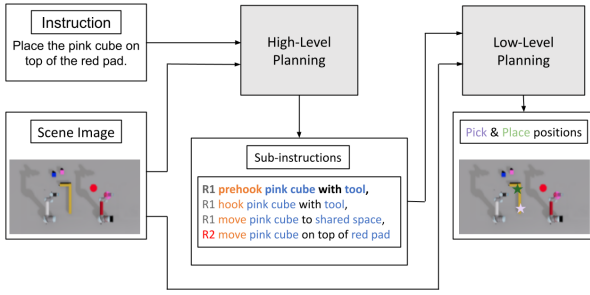 Instruction
Place the pink cube on
top of the red pad.
High-Level
Planning
Low-Level
Planning
Scene Image
Sub-instructions
R1 prehook pink cube with tool,
R1 hook pink cube with tool,
R1 move pink cube to shared space,
R2 move pink cube on top of red pad
Pick & Place positions